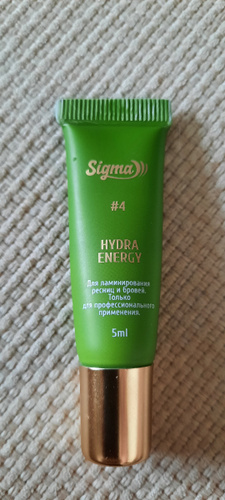 Sigma
#4
HYDRA
ENERGY
Для ламинирования
ресниц и бровей.
Только
для профессионального
применения.
5ml